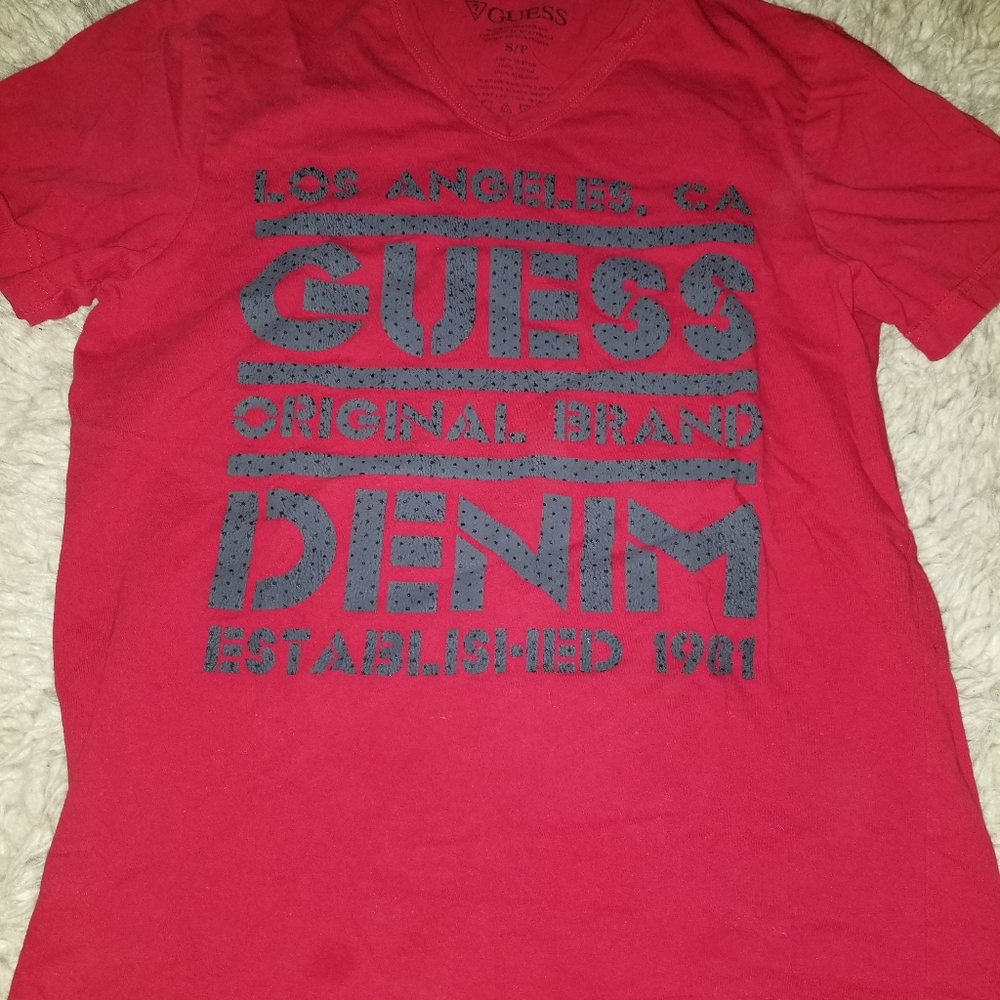 GUESS
S/P
LOS ANGELES, CA
GUESS
ORIGINAL BRAND
DENIM
ESTABLISHED 1981